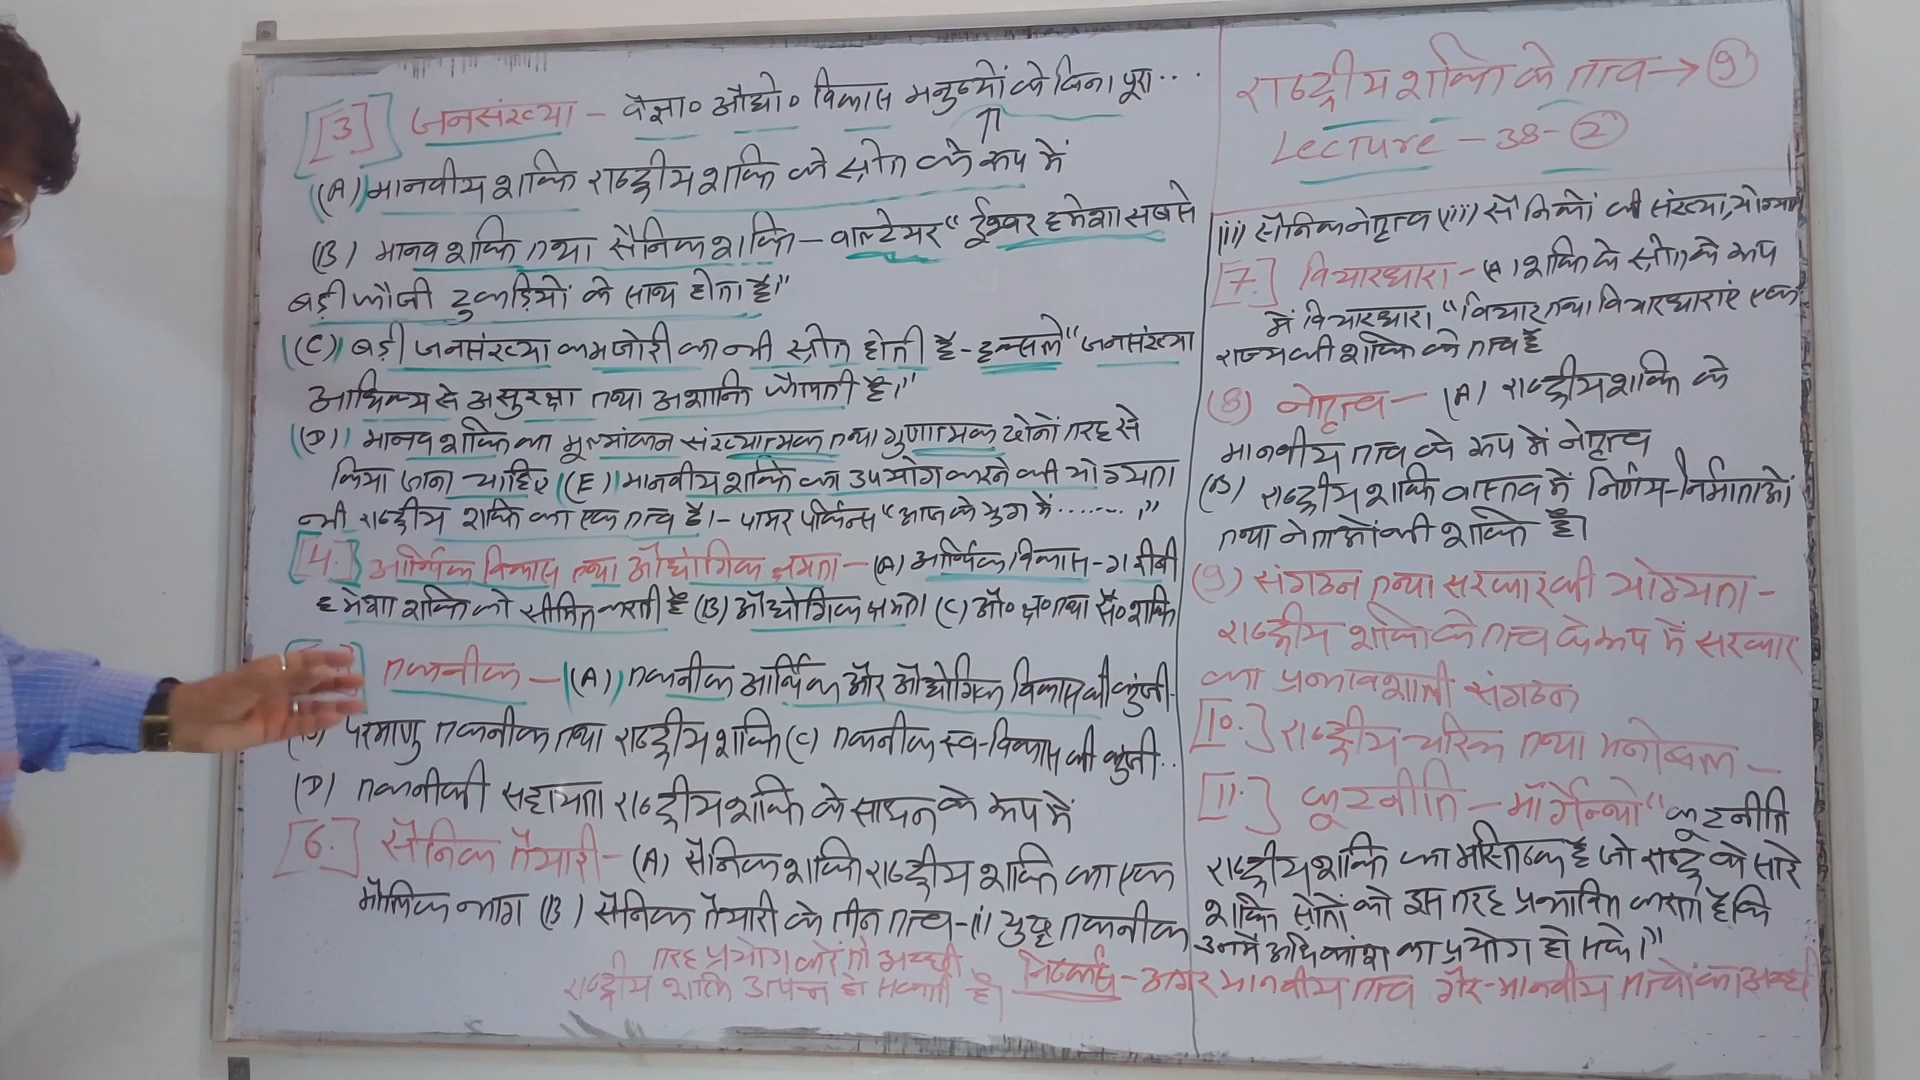 राष्ट्रीय शक्ति के तत्व → 9
Lecture - 38 - 2
[3] जनसंख्या - वैज्ञा० औद्यो० विकास मनुष्यों के बिना पूरा...
(A) मानवीय शक्ति राष्ट्रीय शक्ति के स्रोत के रूप में
(B) मानव शक्ति तथा सैनिक शक्ति - वाल्टेयर “ईश्वर हमेशा सबसे
बड़ी फौजी टुकड़ियों के साथ होता है।”
(C) बड़ी जनसंख्या कमजोरी का भी स्रोत होती है - हक्सले “जनसंख्या
आधिक्य से असुरक्षा तथा अशान्ति फैलती है।”
(D) मानव शक्ति का मूल्यांकन संख्यात्मक तथा गुणात्मक दोनों तरह से
किया जाना चाहिए (E) मानवीय शक्ति का उपयोग करने की योग्यता
भी राष्ट्रीय शक्ति का एक तत्व है। - पामर पर्किन्स “आज के युग में.......,”
[4.] आर्थिक विकास तथा औद्योगिक क्षमता - (A) आर्थिक विकास - गरीबी
हमेशा शक्ति को सीमित करती है (B) औद्योगिक क्षमता (C) औ० क्ष० तथा सै० शक्ति
तकनीक - (A) तकनीक आर्थिक और औद्योगिक विकास की कुंजी-
परमाणु तकनीक तथा राष्ट्रीय शक्ति (C) तकनीक स्व-विकास की कुंजी..
(D) तकनीकी सहायता राष्ट्रीय शक्ति के साधन के रूप में
[6.] सैनिक तैयारी - (A) सैनिक शक्ति राष्ट्रीय शक्ति का एक
मौलिक भाग (B) सैनिक तैयारी के तीन तत्व - (i) युद्ध तकनीक
(ii) सैनिक नेतृत्व (iii) सैनिकों की संख्या, योग्यता
[7.] विचारधारा - (A) शक्ति के स्रोत के रूप
में विचारधारा “विचार तथा विचारधाराएं एक
राज्य की शक्ति के तत्व हैं
(8) नेतृत्व - (A) राष्ट्रीय शक्ति के
मानवीय तत्व के रूप में नेतृत्व
(B) राष्ट्रीय शक्ति वास्तव में निर्णय-निर्माताओं
तथा नेताओं की शक्ति है।
(9) संगठन तथा सरकार की योग्यता -
राष्ट्रीय शक्ति के तत्व के रूप में सरकार
का प्रभावशाली संगठन
[10.] राष्ट्रीय चरित्र तथा मनोबल -
[11.] कूटनीति - मॉर्गेन्थो “कूटनीति
राष्ट्रीय शक्ति का मस्तिष्क है जो राष्ट्र के सारे
शक्ति स्रोतों को इस तरह प्रभावित करता है कि
उनमें अधिकांश का प्रयोग हो सके।”
निष्कर्ष - अगर मानवीय तत्व गैर-मानवीय तत्वों का अच्छी
तरह प्रयोग करें तो अच्छी
राष्ट्रीय शक्ति उत्पन्न हो सकती है।